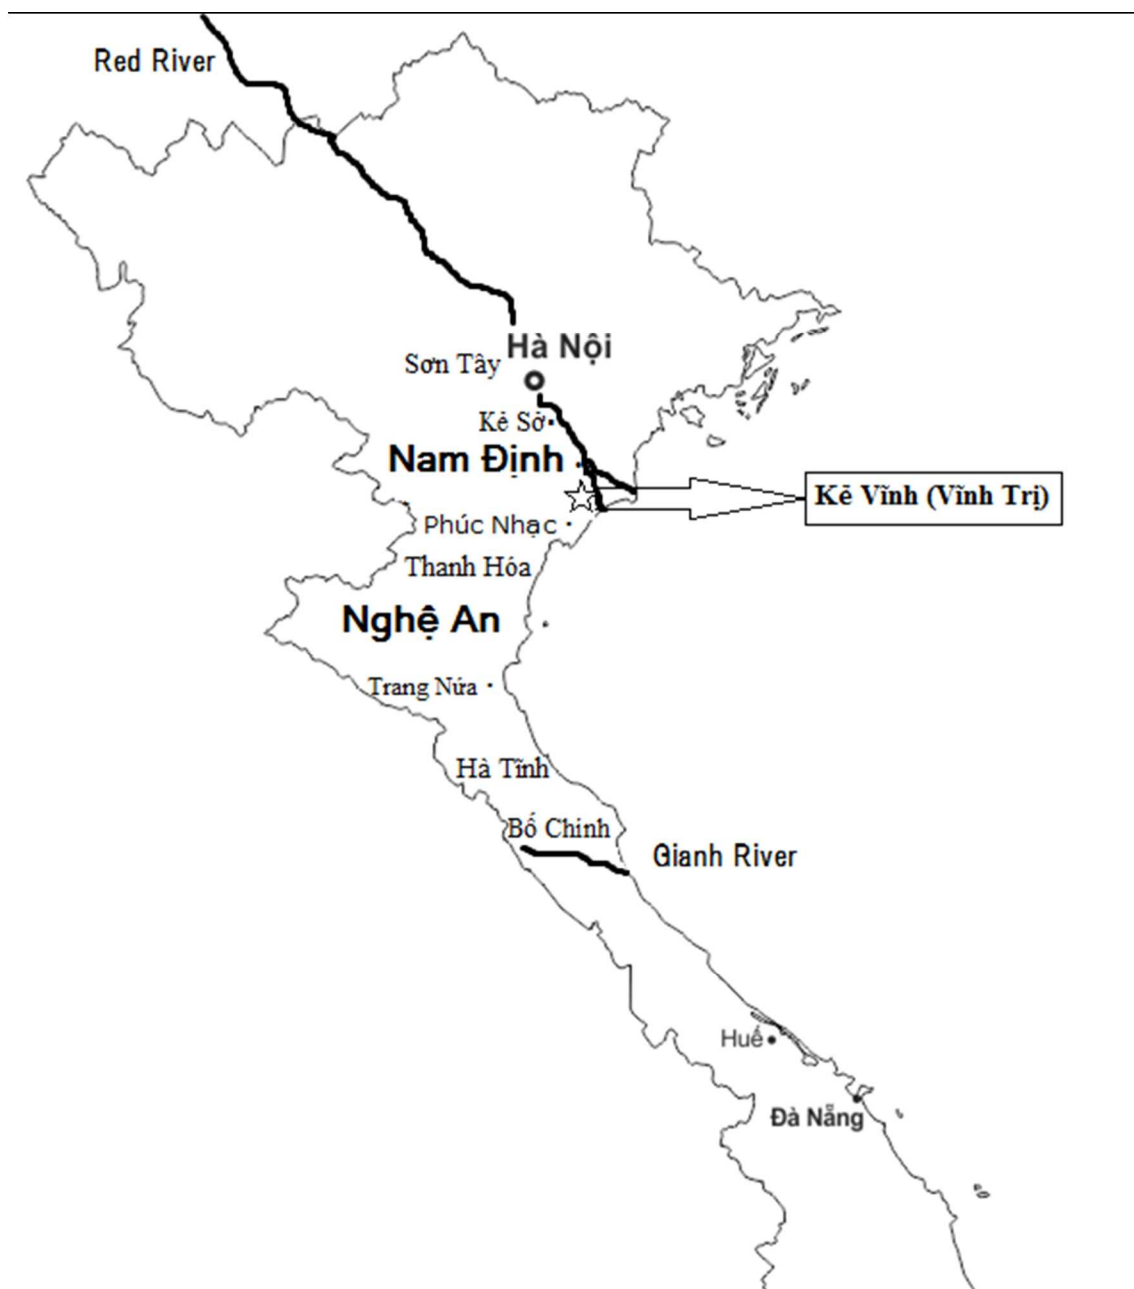 Red River
Hà Nội
Sơn Tây
Kẻ Sở
Nam Định
Kẻ Vĩnh (Vĩnh Trị)
Phúc Nhạc
Thanh Hóa
Nghệ An
Trang Nứa
Hà Tĩnh
Bố Chính
Gianh River
Huế
Đà Nẵng